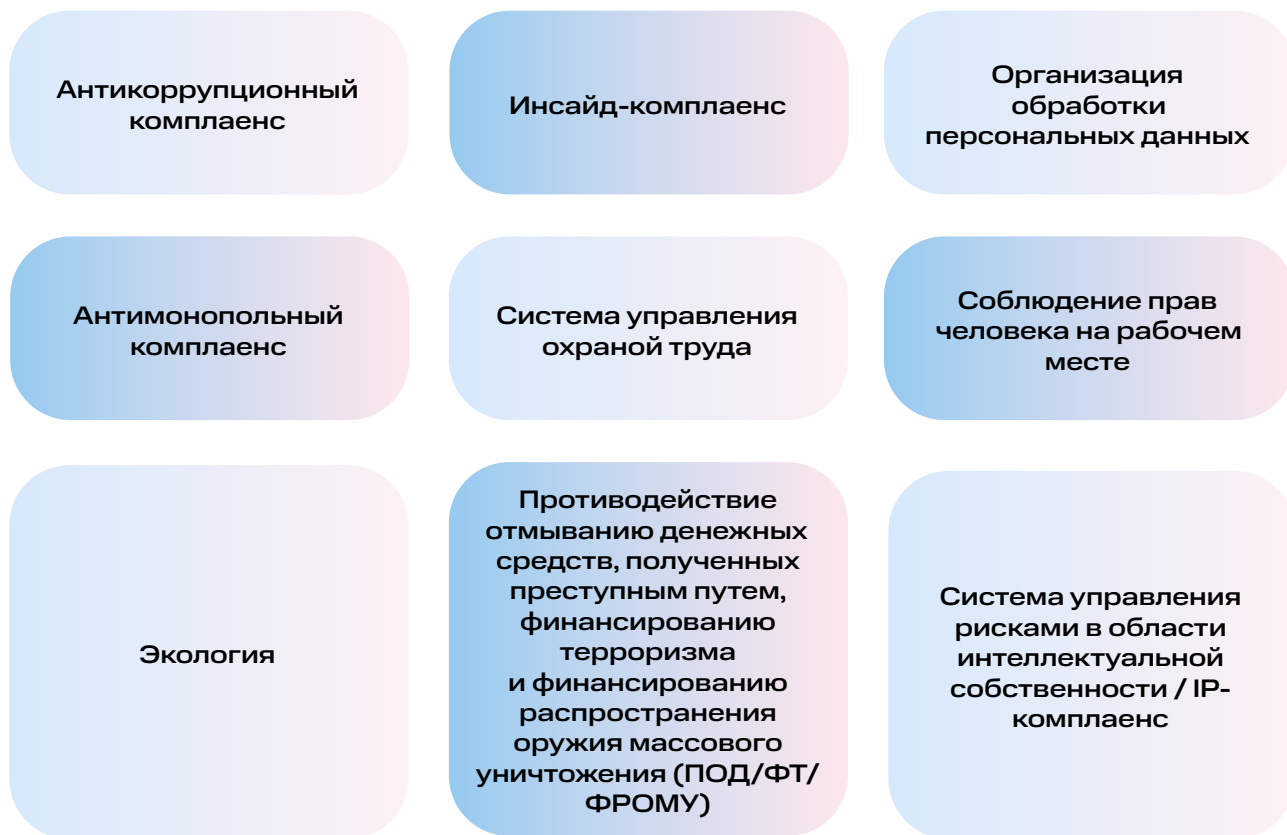 Антикоррупционный
комплаенс
Инсайд-комплаенс
Организация
обработки
персональных данных
Антимонопольный
комплаенс
Система управления
охраной труда
Соблюдение прав
человека на рабочем
месте
Экология
Противодействие
отмыванию денежных
средств, полученных
преступным путем,
финансированию
терроризма
и финансированию
распространения
оружия массового
уничтожения (ПОД/ФТ/
ФРОМУ)
Система управления
рисками в области
интеллектуальной
собственности / IP-
комплаенс